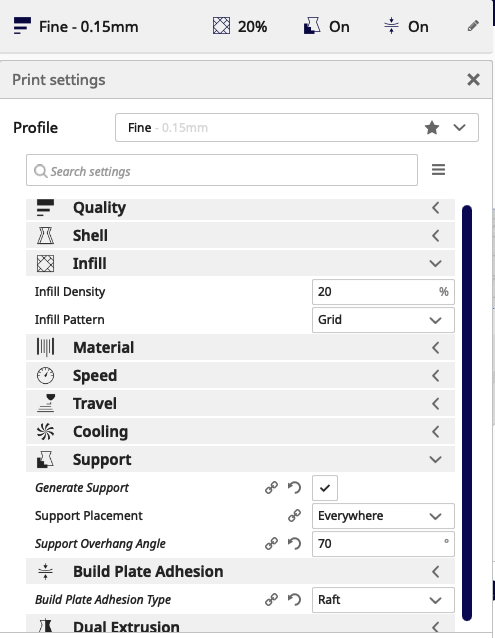 Fine - 0.15mm 20% On On
Print settings
Profile Fine - 0.15mm
Search settings
Quality
Shell
Infill
Infill Density 20 %
Infill Pattern Grid
Material
Speed
Travel
Cooling
Support
Generate Support
Support Placement Everywhere
Support Overhang Angle 70 °
Build Plate Adhesion
Build Plate Adhesion Type Raft
Dual Extrusion